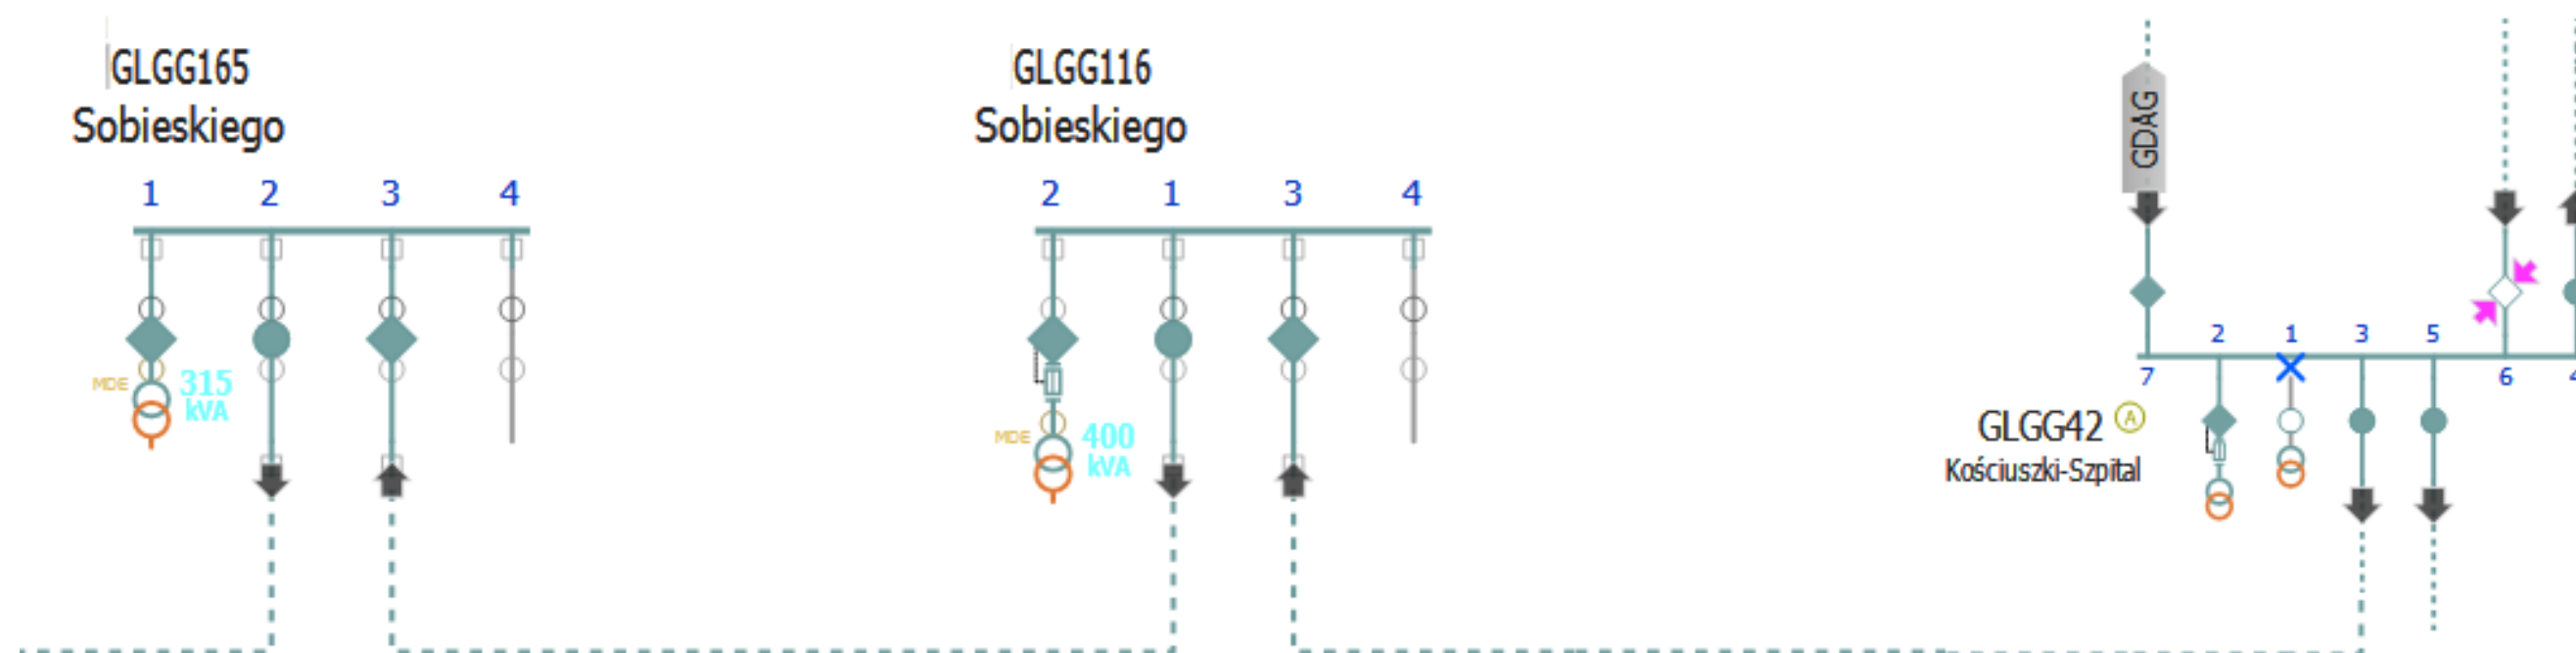 GLGG165
Sobieskiego
1 2 3 4
MDE
315
kVA
GLGG116
Sobieskiego
2 1 3 4
MDE
400
kVA
GDAG
2 1 3 5
7 6 4
GLGG42 A
Kościuszki-Szpital